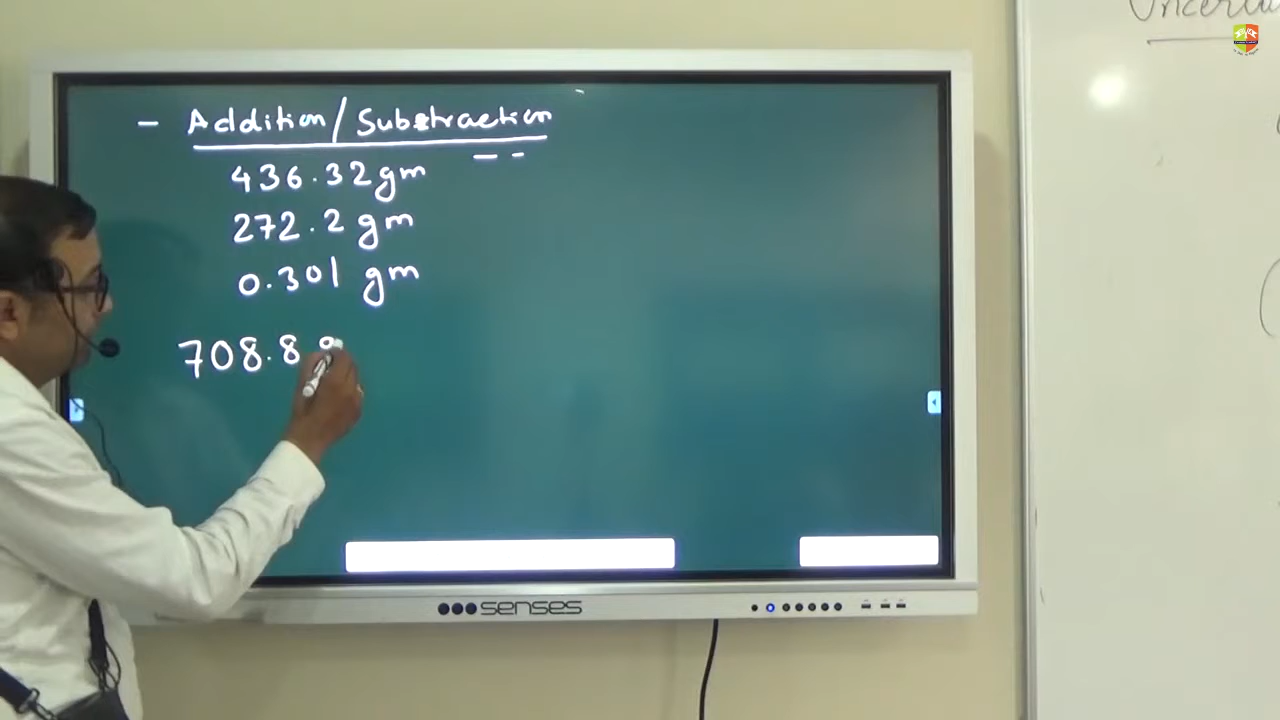 - Addition/Substraction
436.32 gm
272.2 gm
0.301 gm
708.8
senses